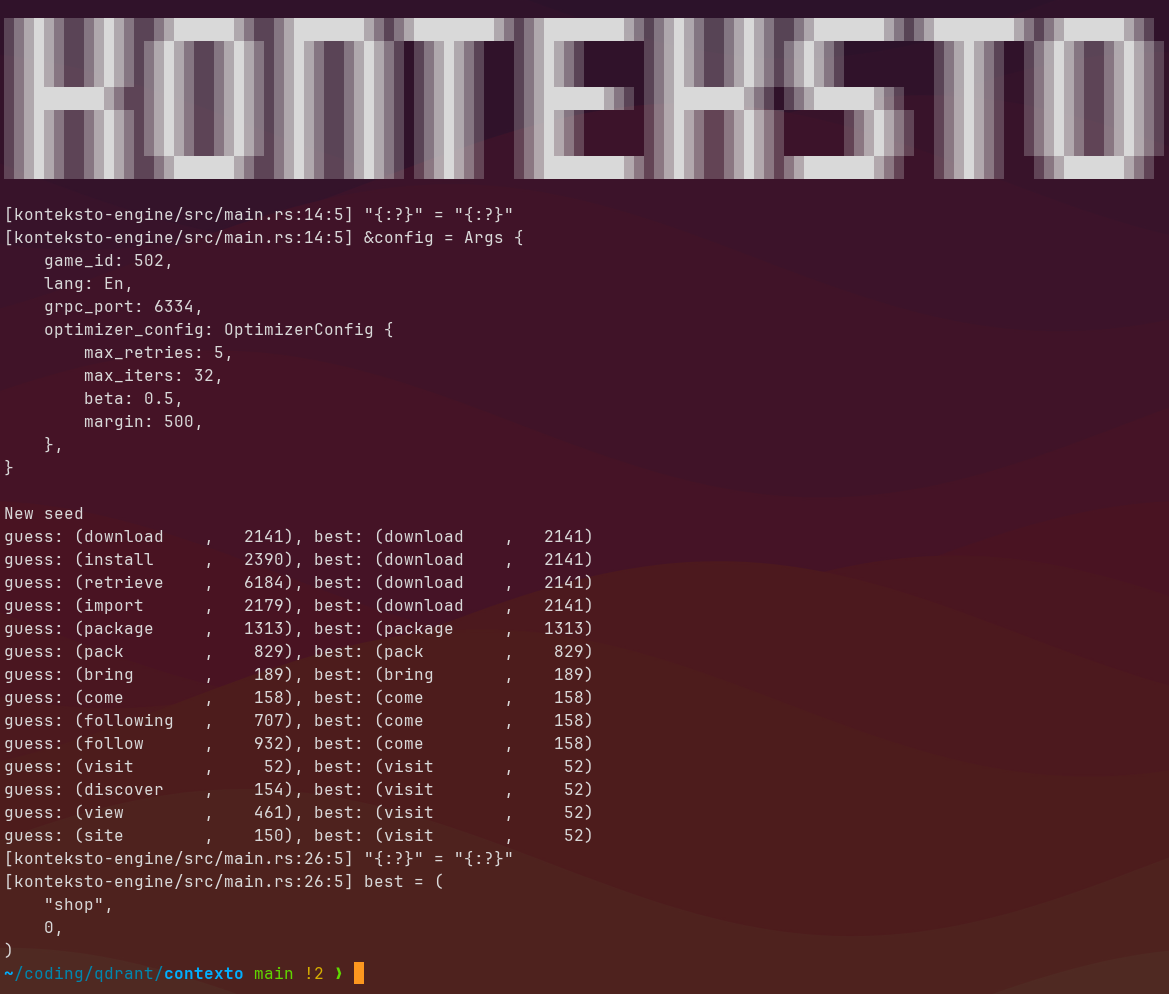 KONTEKSTO
[konteksto-engine/src/main.rs:14:5] "{:?}" = "{:?}"
[konteksto-engine/src/main.rs:14:5] &config = Args {
    game_id: 502,
    lang: En,
    grpc_port: 6334,
    optimizer_config: OptimizerConfig {
        max_retries: 5,
        max_iters: 32,
        beta: 0.5,
        margin: 500,
    },
}

New seed
guess: (download    ,   2141), best: (download    ,   2141)
guess: (install     ,   2390), best: (download    ,   2141)
guess: (retrieve    ,   6184), best: (download    ,   2141)
guess: (import      ,   2179), best: (download    ,   2141)
guess: (package     ,   1313), best: (package     ,   1313)
guess: (pack        ,    829), best: (pack        ,    829)
guess: (bring       ,    189), best: (bring       ,    189)
guess: (come        ,    158), best: (come        ,    158)
guess: (following   ,    707), best: (come        ,    158)
guess: (follow      ,    932), best: (come        ,    158)
guess: (visit       ,     52), best: (visit       ,     52)
guess: (discover    ,    154), best: (visit       ,     52)
guess: (view        ,    461), best: (visit       ,     52)
guess: (site        ,    150), best: (visit       ,     52)
[konteksto-engine/src/main.rs:26:5] "{:?}" = "{:?}"
[konteksto-engine/src/main.rs:26:5] best = (
    "shop",
    0,
)
~/coding/qdrant/contexto main !2 ❯